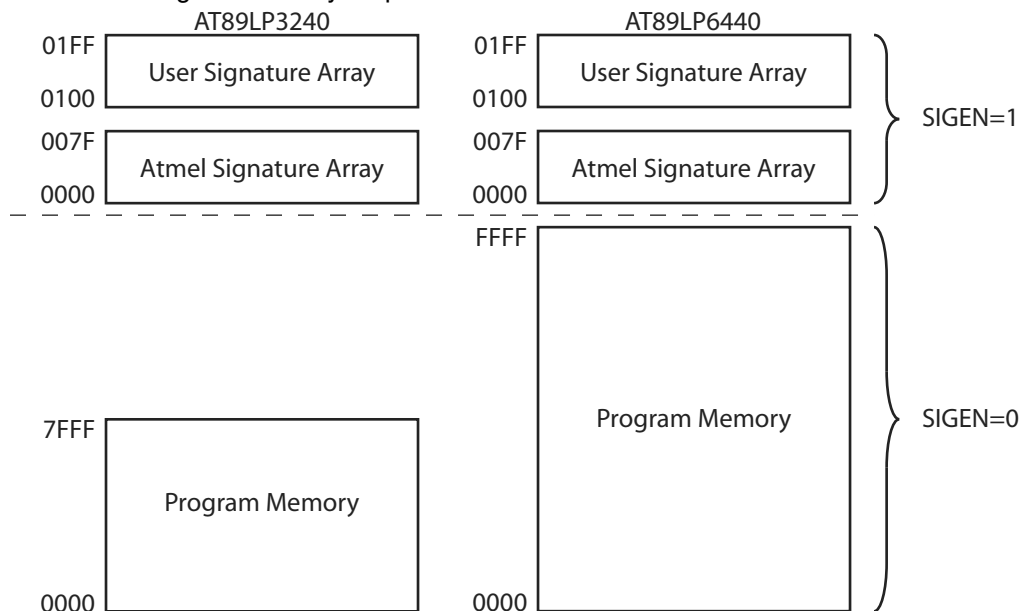 AT89LP3240 AT89LP6440
01FF 01FF
User Signature Array User Signature Array
0100 0100
SIGEN=1
007F 007F
Atmel Signature Array Atmel Signature Array
0000 0000
FFFF
7FFF Program Memory SIGEN=0
Program Memory
0000 0000